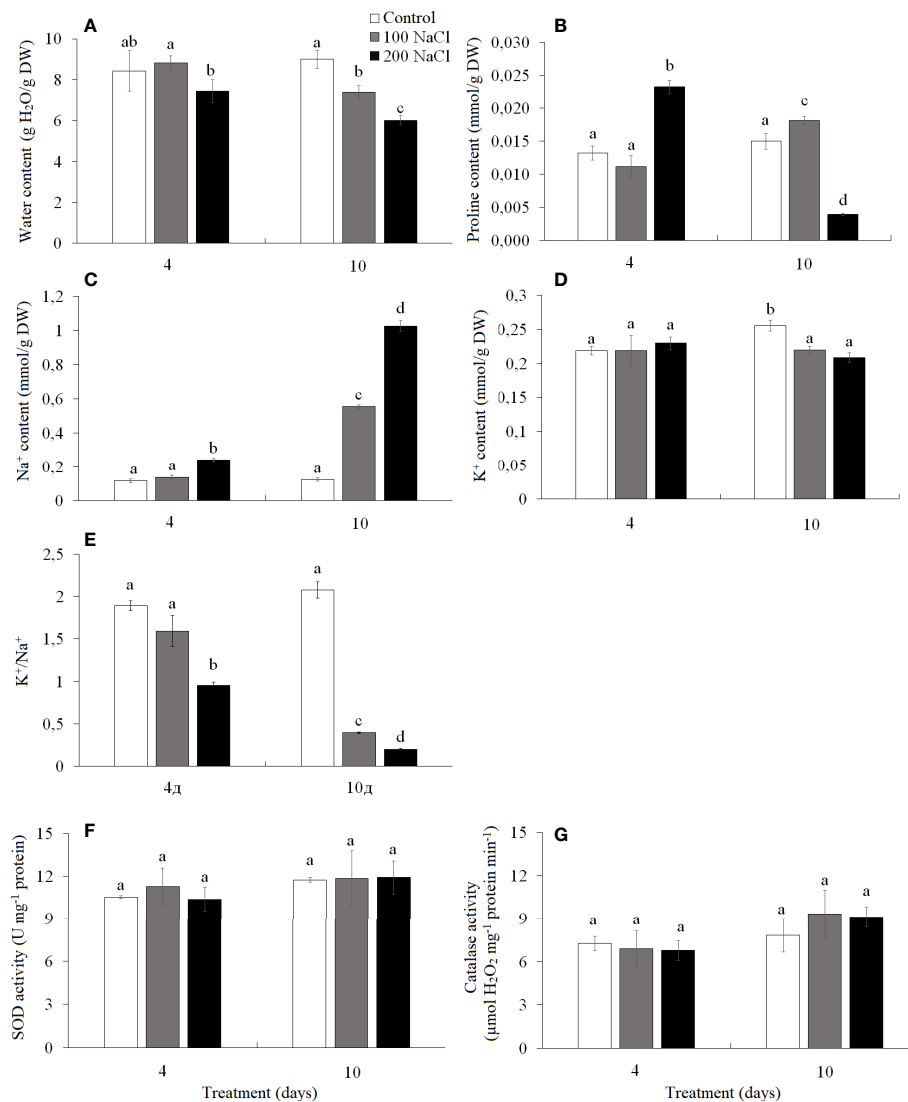 A
Control
100 NaCl
200 NaCl
Water content (g H₂O/g DW)
10
8
6
4
2
0
ab
a
b
a
b
c
4
10
B
Proline content (mmol/g DW)
0,030
0,025
0,020
0,015
0,010
0,005
0,000
a
a
b
a
c
d
4
10
C
Na⁺ content (mmol/g DW)
1,2
1
0,8
0,6
0,4
0,2
0
a
a
b
a
c
d
4
10
D
K⁺ content (mmol/g DW)
0,3
0,25
0,2
0,15
0,1
0,05
0
a
a
a
b
a
a
4
10
E
K⁺/Na⁺
2,5
2
1,5
1
0,5
0
a
a
b
a
c
d
4д
10д
F
SOD activity (U mg⁻¹ protein)
15
12
9
6
3
0
a
a
a
a
a
a
4
10
Treatment (days)
G
Catalase activity
(μmol H₂O₂ mg⁻¹ protein min⁻¹)
15
12
9
6
3
0
a
a
a
a
a
a
4
10
Treatment (days)